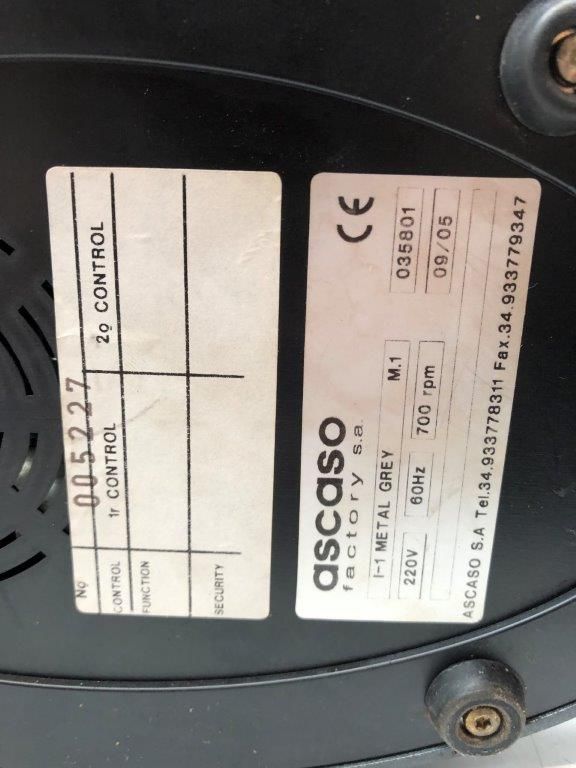 Nº 005227
CONTROL 1r CONTROL 2º CONTROL
FUNCTION
SECURITY
ascaso
factory s.a.
CE
I-1 METAL GREY M.1 035801
220V 60Hz 700 rpm 09/05
ASCASO S.A Tel.34.933778311 Fax.34.933779347